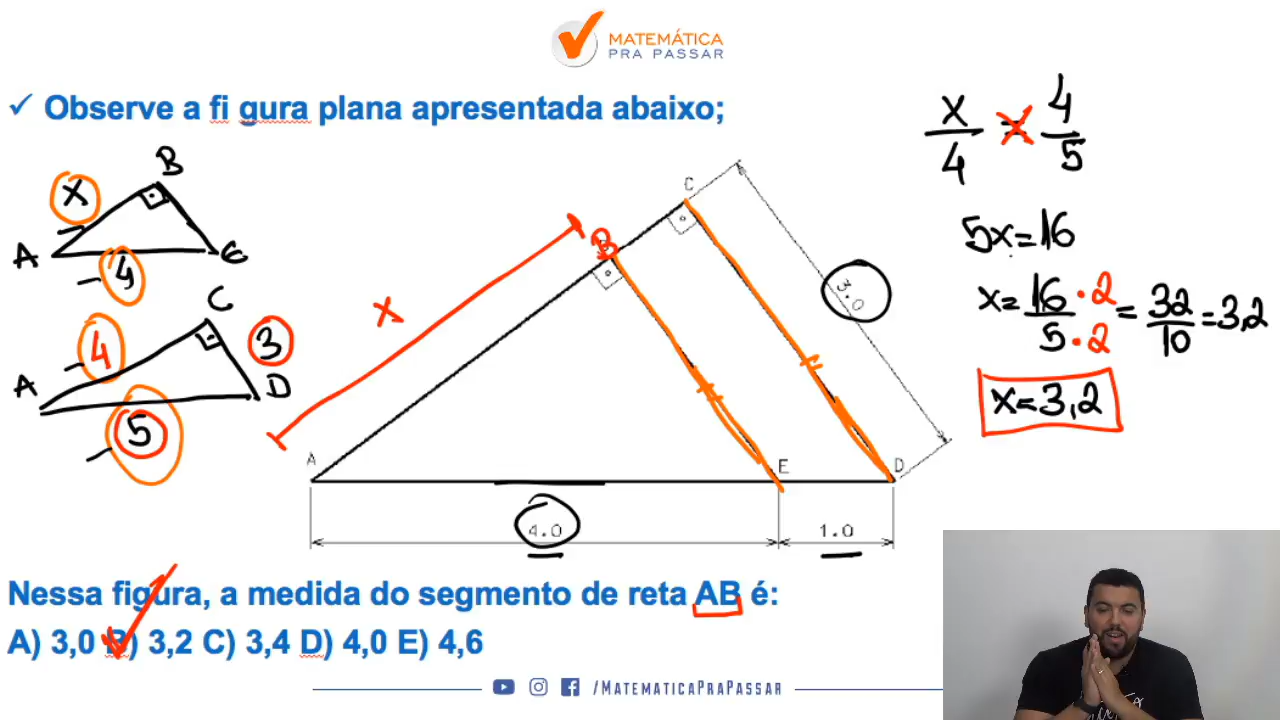 MATEMÁTICA
PRA PASSAR
✓ Observe a fi gura plana apresentada abaixo;
B
X
A
E
4
C
4
3
A
D
5
C
B
X
3.0
A
E
D
4.0
1.0
x/4 = 4/5
5x=16
x= 16/5 ·2/·2 = 32/10 =3,2
x=3,2
Nessa figura, a medida do segmento de reta AB é:
A) 3,0 B) 3,2 C) 3,4 D) 4,0 E) 4,6
/MATEMATICAPRAPASSAR